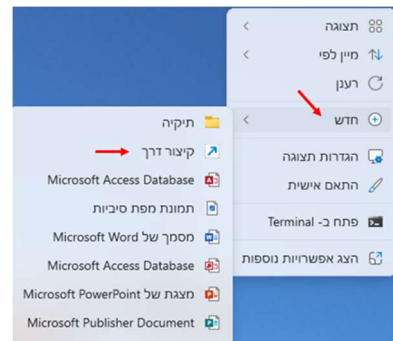 תצוגה
מיין לפי
רענן
חדש
הגדרות תצוגה
התאם אישית
פתח ב- Terminal
הצג אפשרויות נוספות
תיקיה
קיצור דרך
Microsoft Access Database
תמונת מפת סיביות
מסמך של Microsoft Word
Microsoft Access Database
מצגת של Microsoft PowerPoint
Microsoft Publisher Document